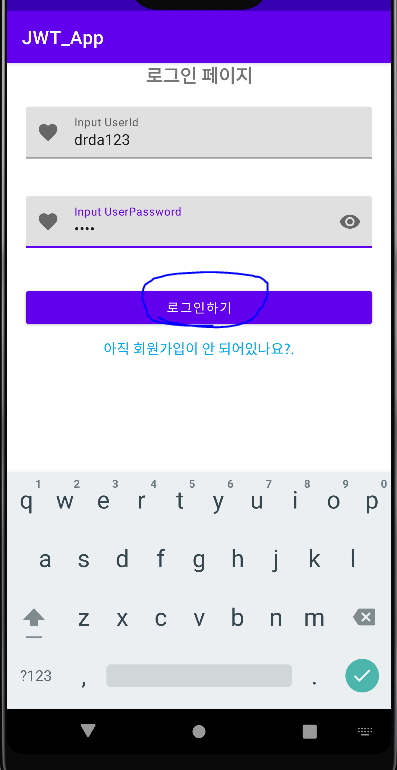 JWT_App
로그인 페이지
Input UserId
drda123
Input UserPassword
••••
로그인하기
아직 회원가입이 안 되어있나요?.
1 2 3 4 5 6 7 8 9 0
q w e r t y u i o p
a s d f g h j k l
z x c v b n m
?123 , .